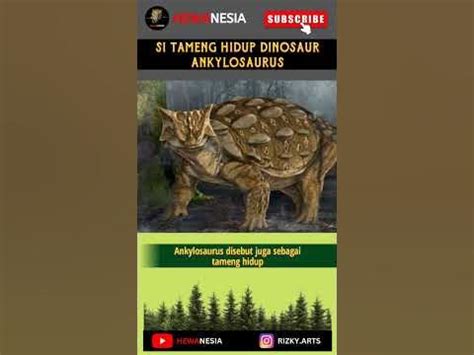 HEWANESIA
SUBSCRIBE
SI TAMENG HIDUP DINOSAUR
ANKYLOSAURUS
Ankylosaurus disebut juga sebagai
tameng hidup
HEWANESIA
RIZKY.ARTS